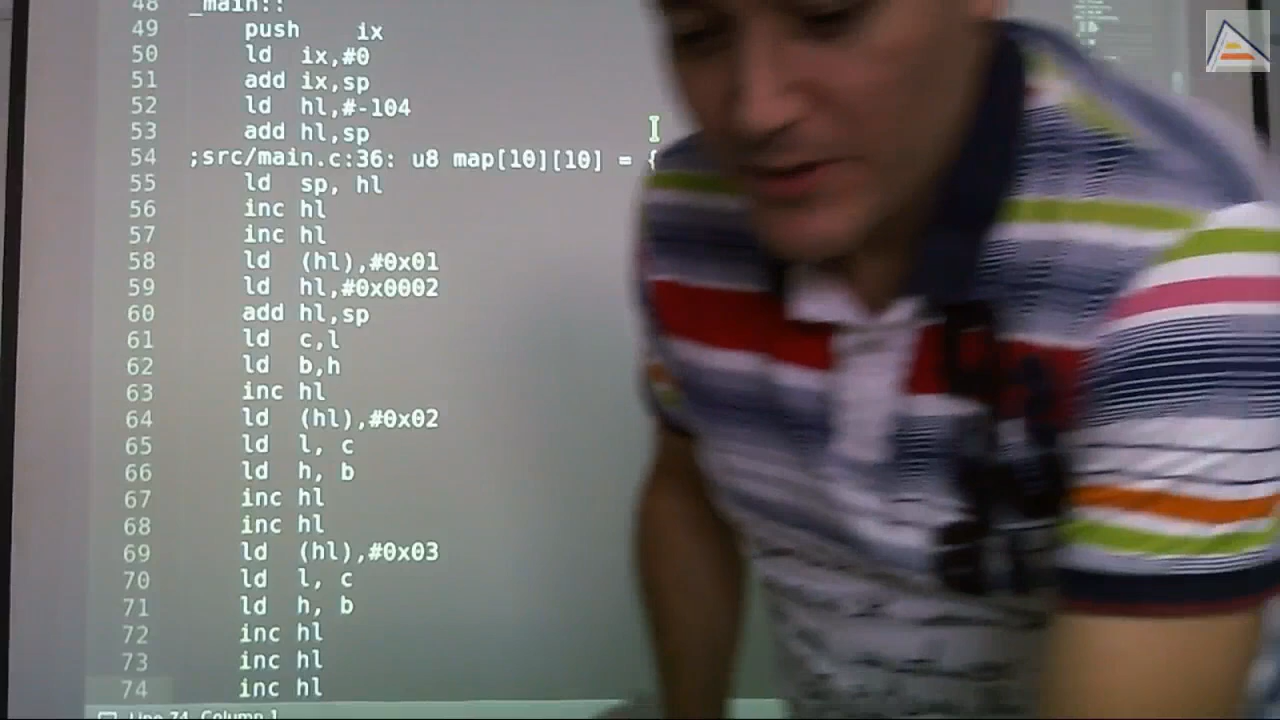 48 _main::
49 push ix
50 ld ix,#0
51 add ix,sp
52 ld hl,#-104
53 add hl,sp
54 ;src/main.c:36: u8 map[10][10] = {
55 ld sp, hl
56 inc hl
57 inc hl
58 ld (hl),#0x01
59 ld hl,#0x0002
60 add hl,sp
61 ld c,l
62 ld b,h
63 inc hl
64 ld (hl),#0x02
65 ld l, c
66 ld h, b
67 inc hl
68 inc hl
69 ld (hl),#0x03
70 ld l, c
71 ld h, b
72 inc hl
73 inc hl
74 inc hl
Line 74, Column 1